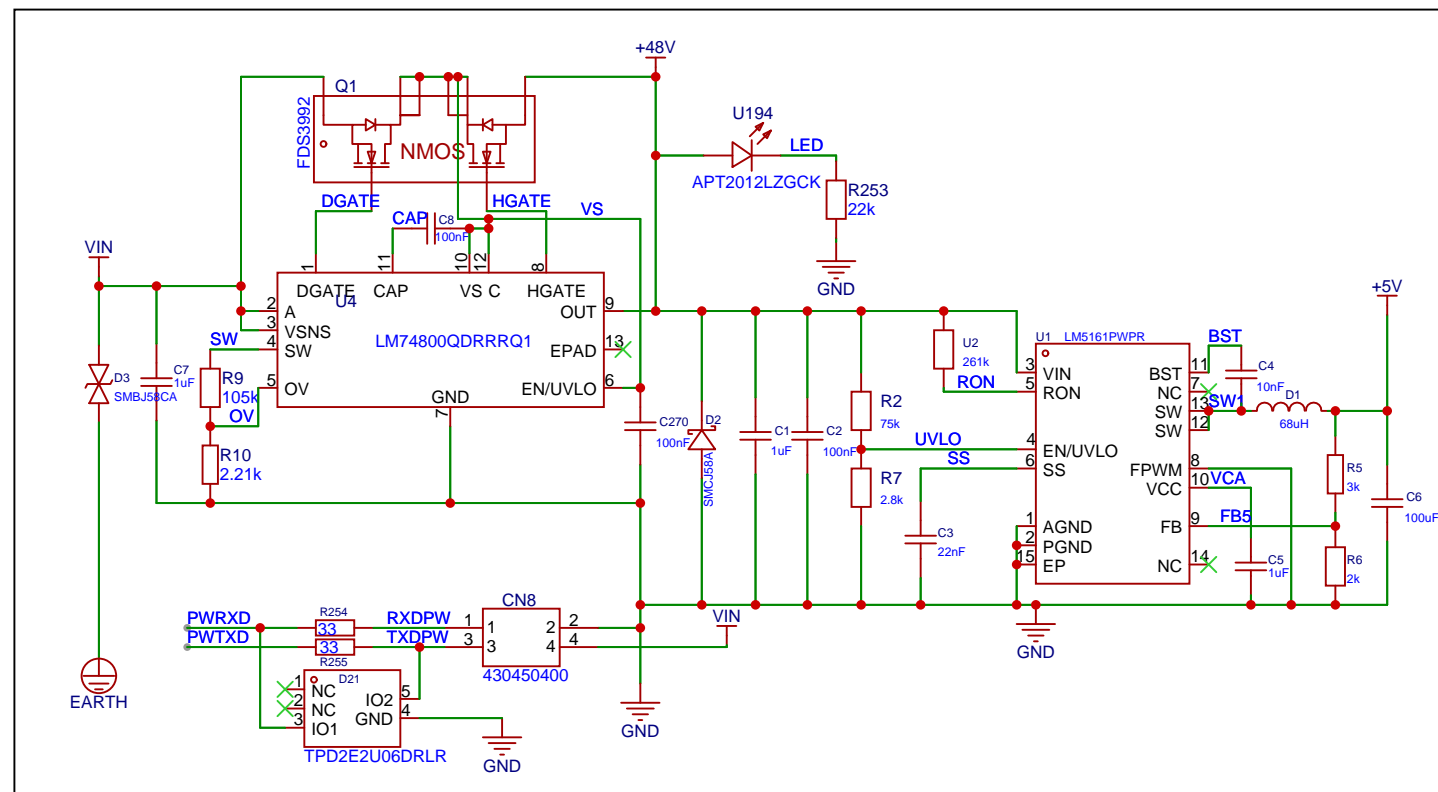 +48V
Q1
FDS3992
NMOS
U194
LED
APT2012LZGCK
R253
22k
GND
DGATE
HGATE
CAP
C8
100nF
VS
VIN
1
11
10
12
8
DGATE
CAP
VS
C
HGATE
U4
LM74800QDRRRQ1
2
A
3
VSNS
SW
4
SW
5
OV
OUT
9
EPAD
13
EN/UVLO
6
GND
7
D3
SMBJ58CA
C7
1uF
R9
105k
OV
R10
2.21k
C270
100nF
D2
SMCJ58A
C1
1uF
C2
100nF
R2
75k
UVLO
R7
2.8k
SS
C3
22nF
U2
261k
RON
U1
LM5161PWPR
3
VIN
5
RON
4
EN/UVLO
6
SS
1
AGND
2
PGND
15
EP
BST
11
NC
7
SW
13
SW
12
FPWM
8
VCC
10
FB
9
NC
14
BST
C4
10nF
SW1
D1
68uH
+5V
VCA
FB5
R5
3k
C6
100uF
C5
1uF
R6
2k
GND
EARTH
PWRXD
R254
33
RXDPW
PWTXD
33
TXDPW
R255
CN8
1
1
2
2
3
3
4
4
430450400
VIN
D21
1
NC
2
NC
3
IO1
IO2
5
GND
4
TPD2E2U06DRLR
GND
GND